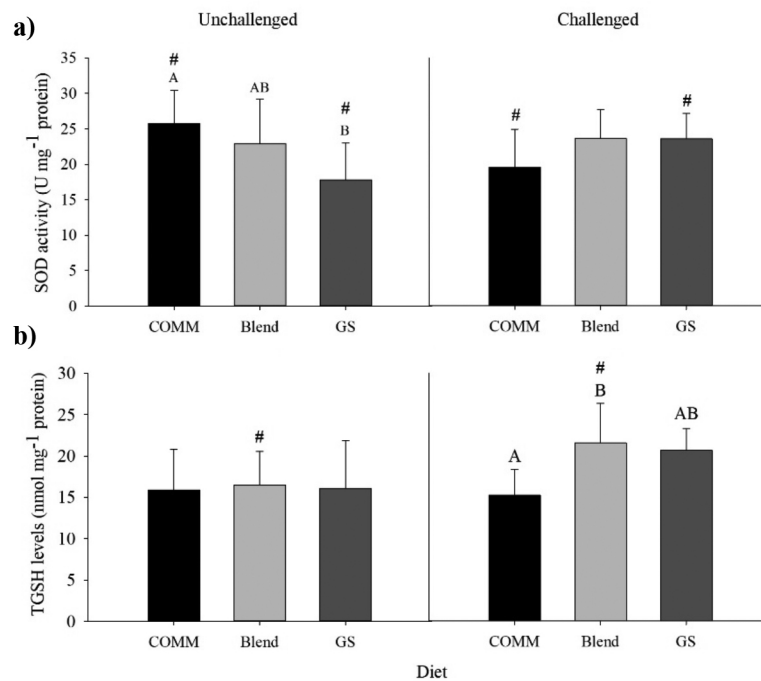 a)
Unchallenged
Challenged
SOD activity (U mg-1 protein)
35
30
25
20
15
10
5
0
#
A
AB
#
B
#
#
COMM
Blend
GS
COMM
Blend
GS
b)
TGSH levels (nmol mg-1 protein)
30
25
20
15
10
5
0
#
A
#
B
AB
COMM
Blend
GS
COMM
Blend
GS
Diet